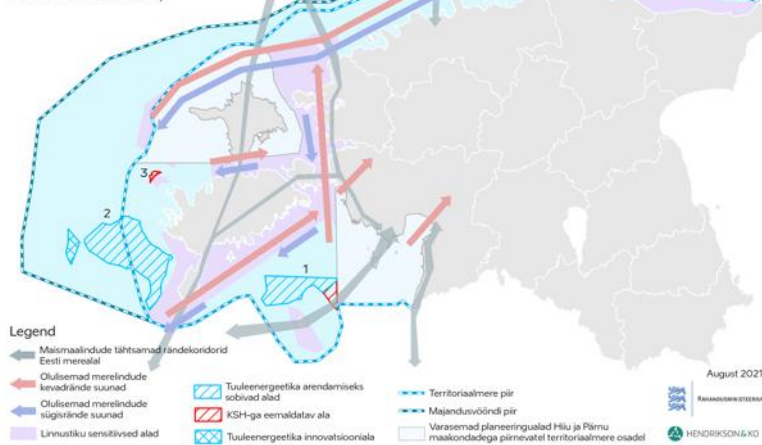 3
2
1
Legend
Maismaalindude tähtsamad rändekoridorid
Eesti merealal
Olulisemad merelindude
kevadrände suunad
Olulisemad merelindude
sügisrände suunad
Linnustiku sensitiivsed alad
Tuuleenergeetika arendamiseks
sobivad alad
KSH-ga eemaldatav ala
Tuuleenergeetika innovatsiooniala
Territoriaalmere piir
Majandusvööndi piir
Varasemad planeeringualad Hiiu ja Pärnu
maakondadega piirnevatel territoriaalmere osadel
August 2021
RAHANDUSMINISTEERIUM
HENDRIKSON & KO